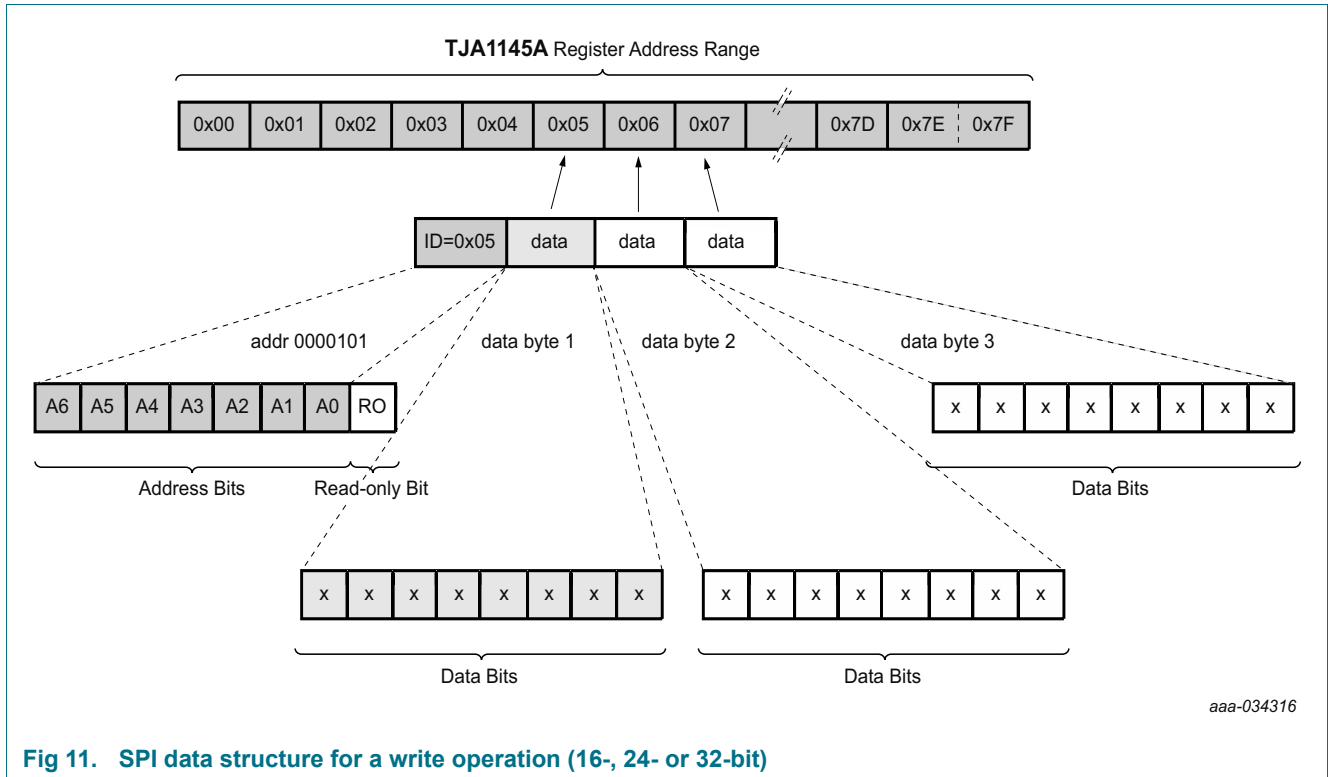 TJA1145A Register Address Range
0x00 0x01 0x02 0x03 0x04 0x05 0x06 0x07 0x7D 0x7E 0x7F
ID=0x05 data data data
addr 0000101 data byte 1 data byte 2 data byte 3
A6 A5 A4 A3 A2 A1 A0 RO x x x x x x x x
Address Bits Read-only Bit Data Bits
x x x x x x x x x x x x x x x x
Data Bits Data Bits
aaa-034316
Fig 11. SPI data structure for a write operation (16-, 24- or 32-bit)